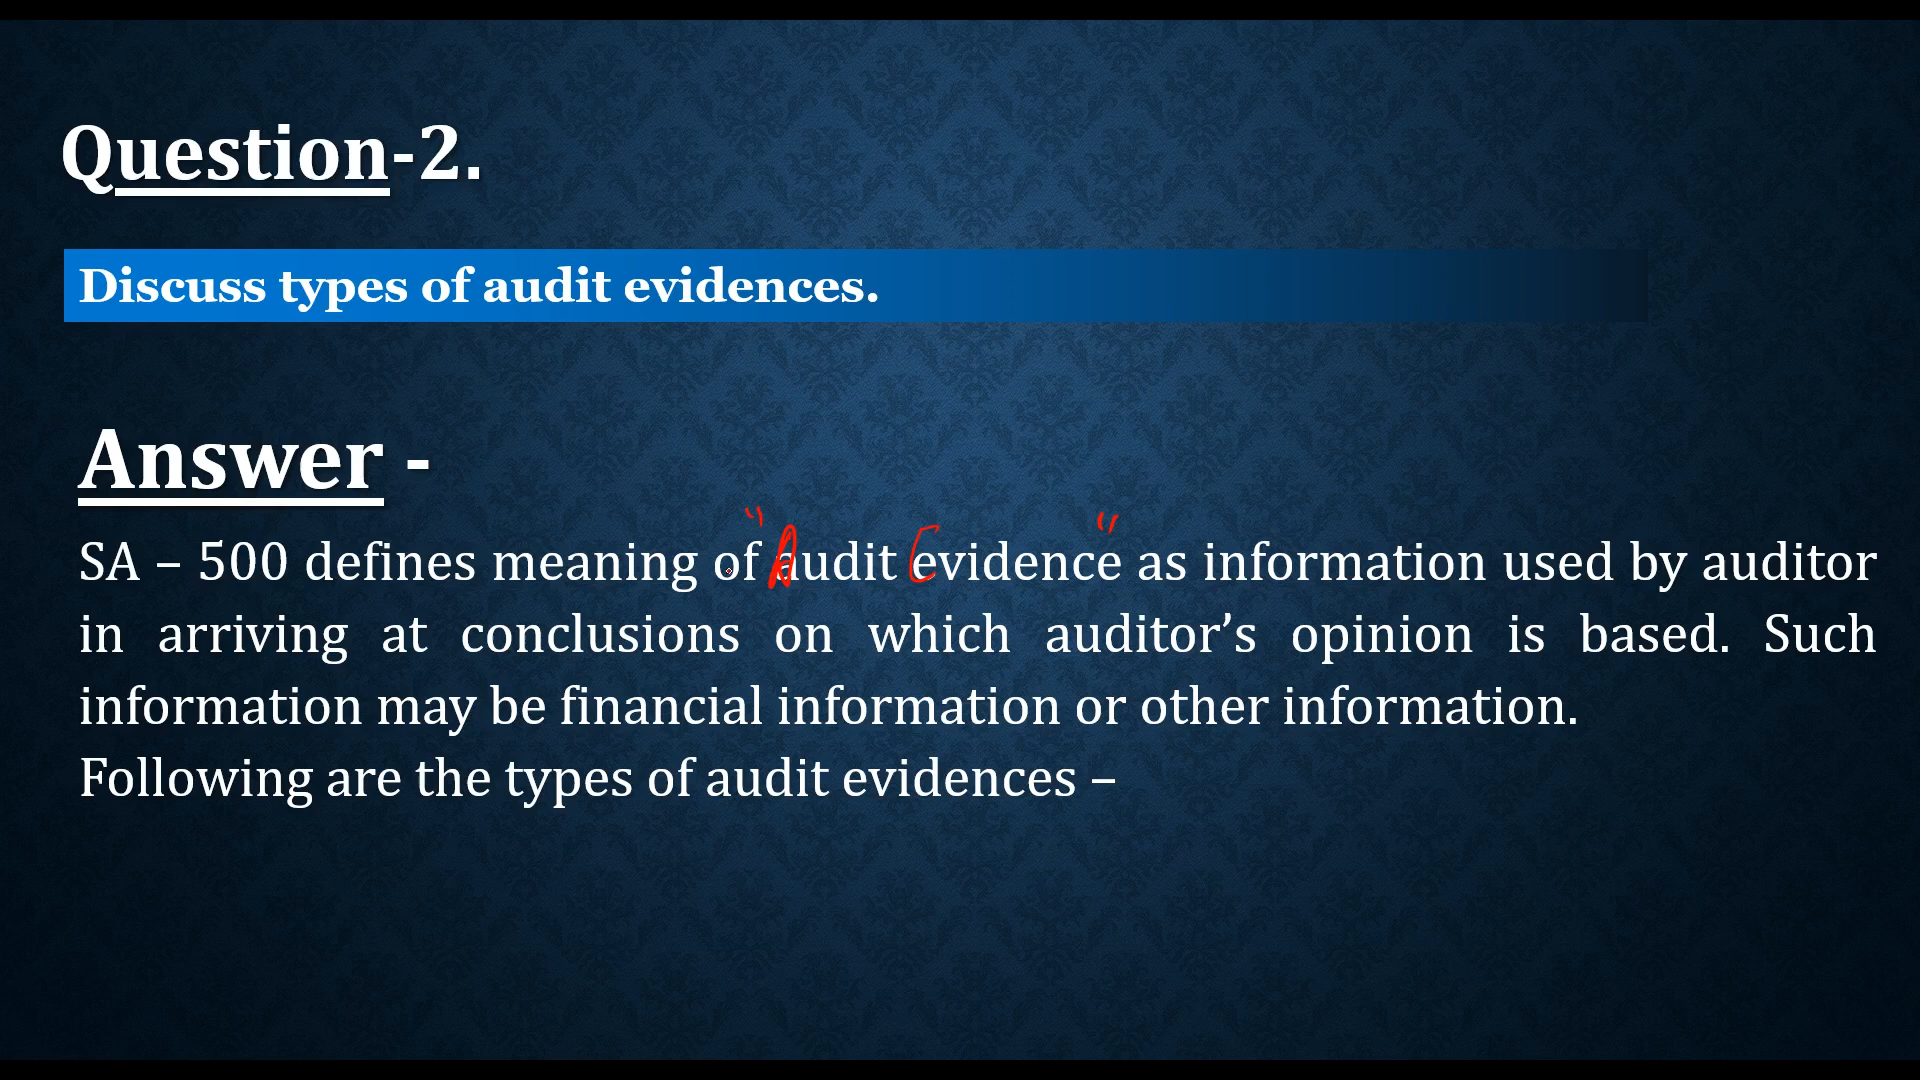 Question-2.
Discuss types of audit evidences.
Answer -
SA – 500 defines meaning of "Audit Evidence" as information used by auditor
in arriving at conclusions on which auditor’s opinion is based. Such
information may be financial information or other information.
Following are the types of audit evidences –